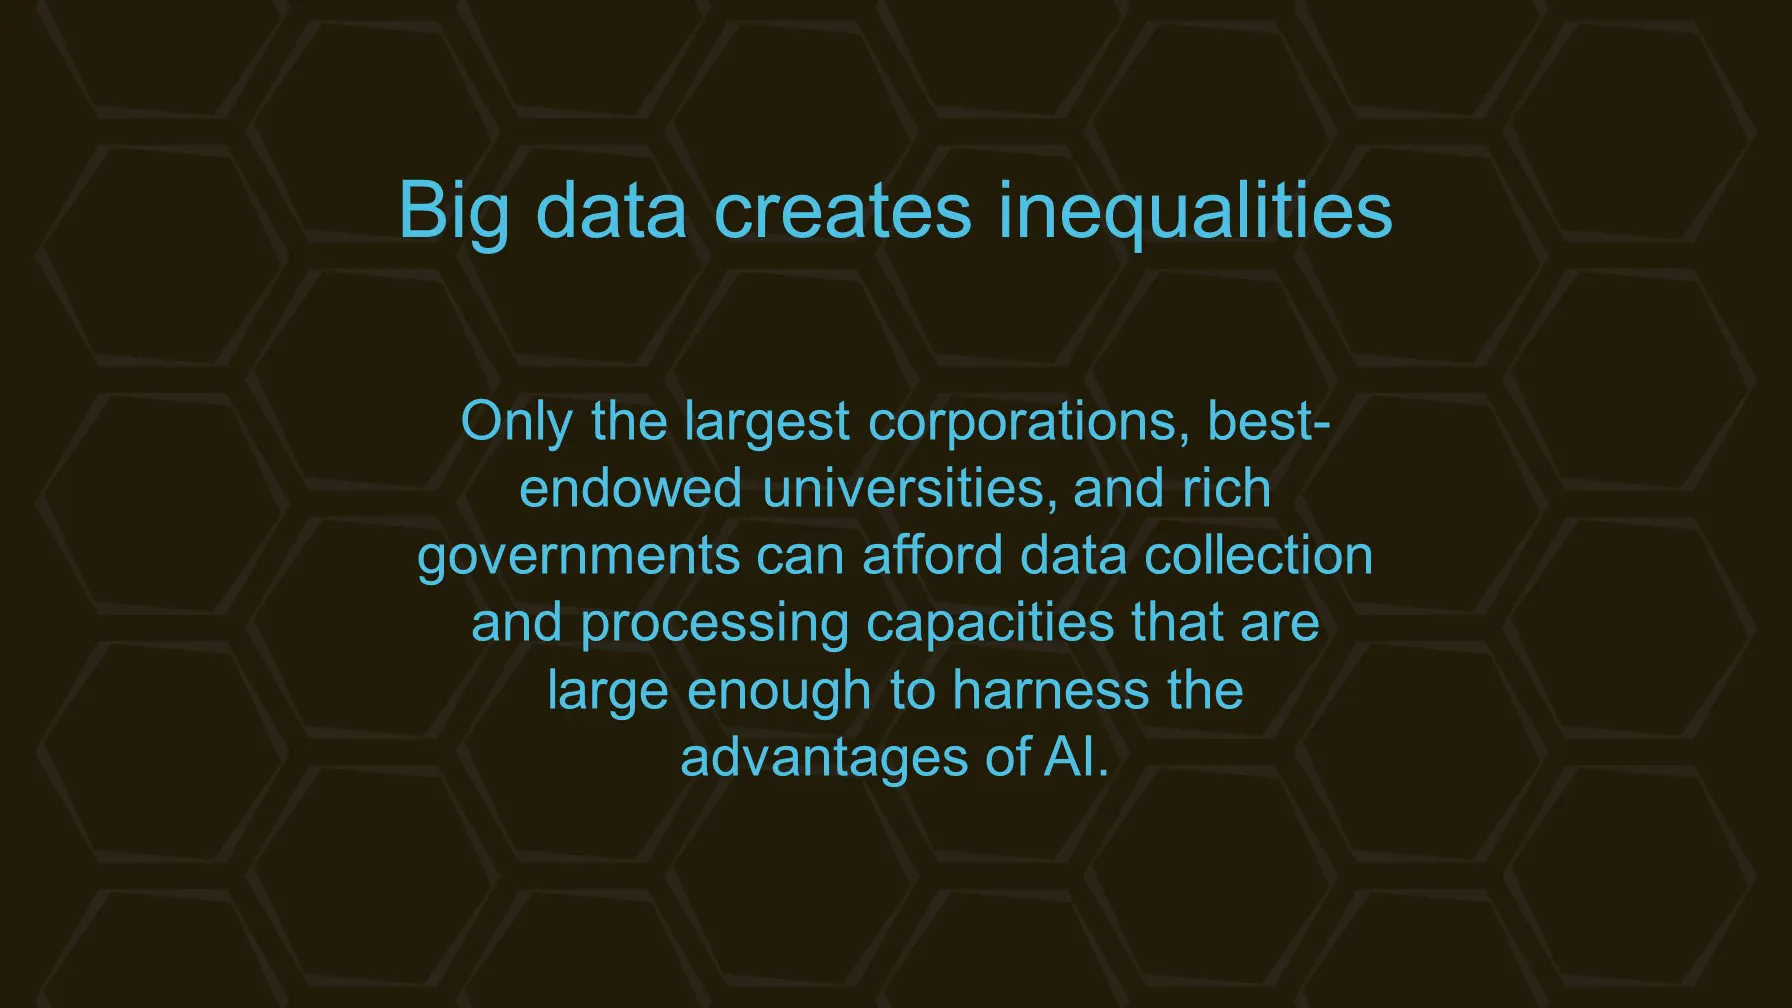 Big data creates inequalities
Only the largest corporations, best-
endowed universities, and rich
governments can afford data collection
and processing capacities that are
large enough to harness the
advantages of AI.